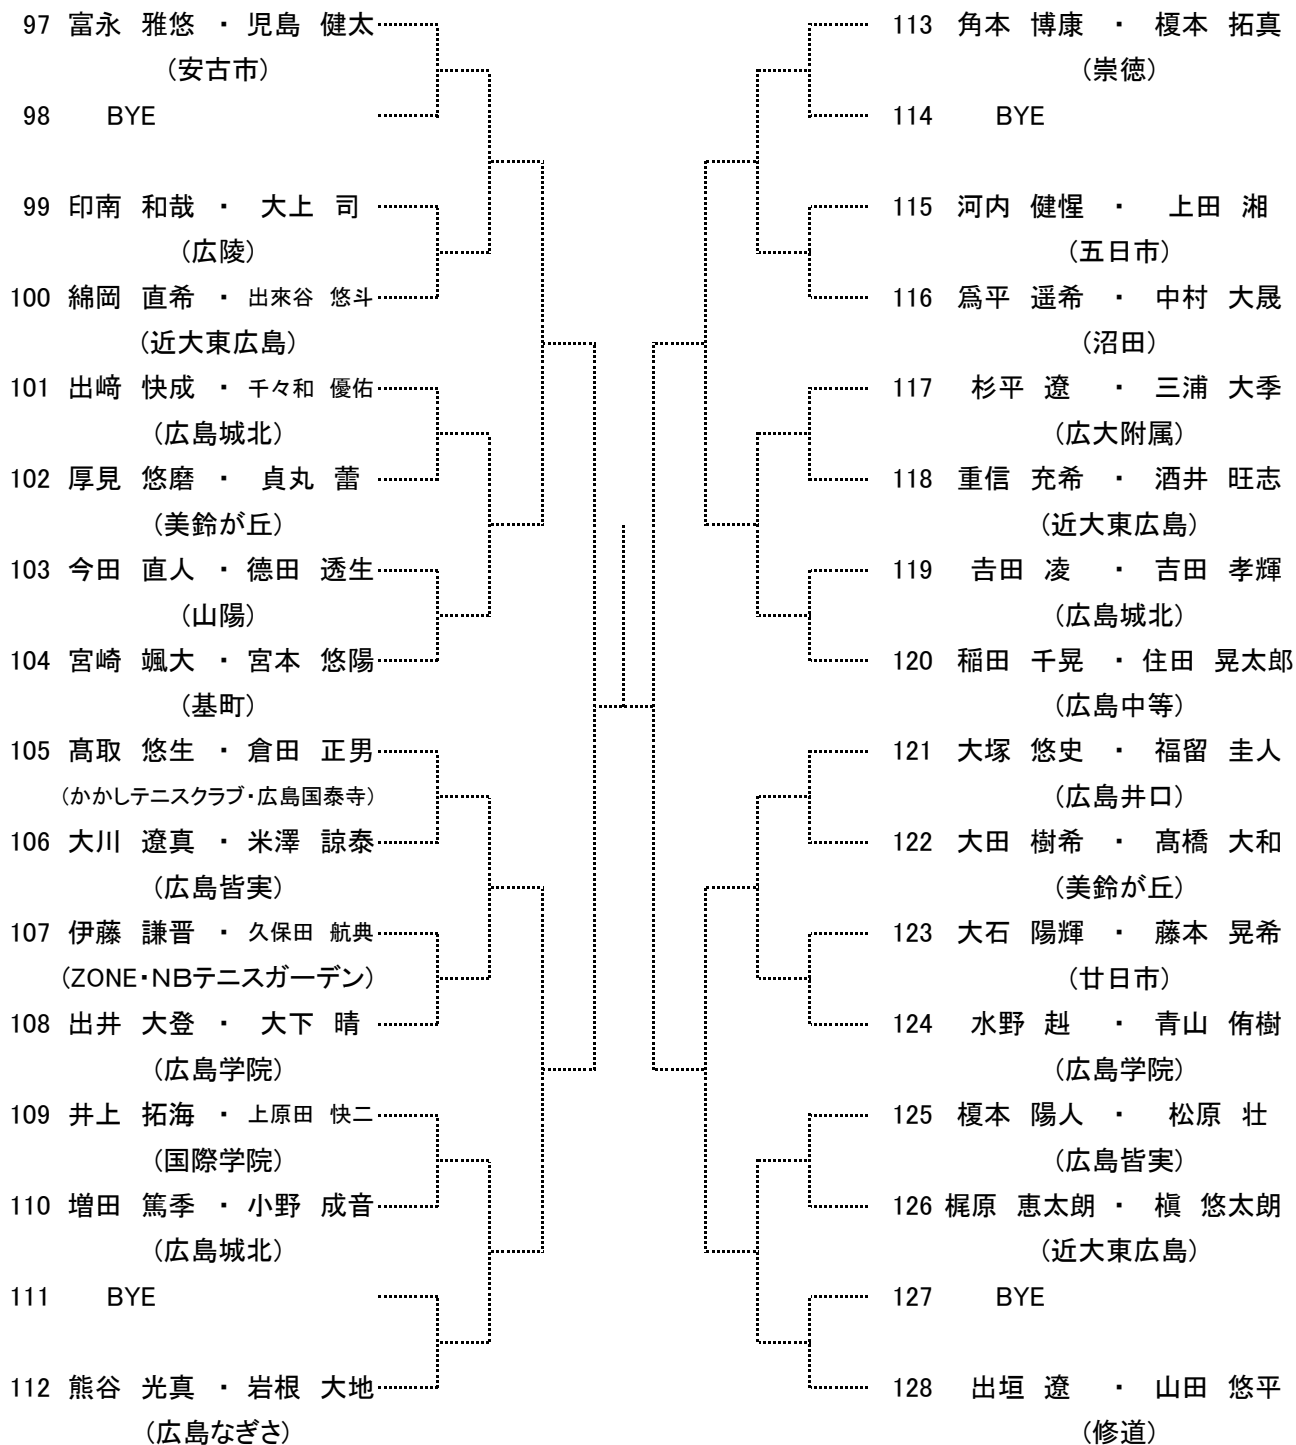 97 富永 雅悠 ・ 児島 健太
(安古市)
98 BYE
99 印南 和哉 ・ 大上 司
(広陵)
100 綿岡 直希 ・ 出來谷 悠斗
(近大東広島)
101 出﨑 快成 ・ 千々和 優佑
(広島城北)
102 厚見 悠磨 ・ 貞丸 蕾
(美鈴が丘)
103 今田 直人 ・ 德田 透生
(山陽)
104 宮崎 颯大 ・ 宮本 悠陽
(基町)
105 髙取 悠生 ・ 倉田 正男
(かかしテニスクラブ・広島国泰寺)
106 大川 遼真 ・ 米澤 諒泰
(広島皆実)
107 伊藤 謙晋 ・ 久保田 航典
(ZONE・NBテニスガーデン)
108 出井 大登 ・ 大下 晴
(広島学院)
109 井上 拓海 ・ 上原田 快二
(国際学院)
110 増田 篤季 ・ 小野 成音
(広島城北)
111 BYE
112 熊谷 光真 ・ 岩根 大地
(広島なぎさ)
113 角本 博康 ・ 榎本 拓真
(崇徳)
114 BYE
115 河内 健惺 ・ 上田 湘
(五日市)
116 爲平 遥希 ・ 中村 大晟
(沼田)
117 杉平 遼 ・ 三浦 大季
(広大附属)
118 重信 充希 ・ 酒井 旺志
(近大東広島)
119 𠮷田 凌 ・ 吉田 孝輝
(広島城北)
120 稲田 千晃 ・ 住田 晃太郎
(広島中等)
121 大塚 悠史 ・ 福留 圭人
(広島井口)
122 大田 樹希 ・ 髙橋 大和
(美鈴が丘)
123 大石 陽輝 ・ 藤本 晃希
(廿日市)
124 水野 赳 ・ 青山 侑樹
(広島学院)
125 榎本 陽人 ・ 松原 壮
(広島皆実)
126 梶原 恵太朗 ・ 槇 悠太朗
(近大東広島)
127 BYE
128 出垣 遼 ・ 山田 悠平
(修道)